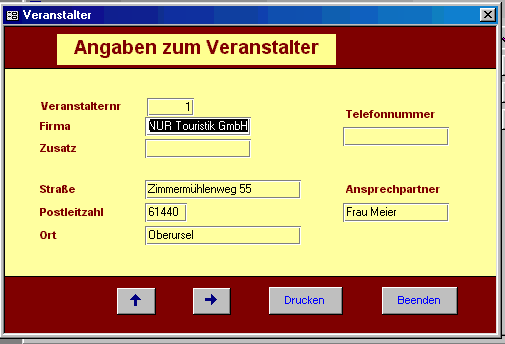 Veranstalter
Angaben zum Veranstalter
Veranstalternr 1
Firma NUR Touristik GmbH
Zusatz
Telefonnummer
Straße Zimmermühlenweg 55
Postleitzahl 61440
Ort Oberursel
Ansprechpartner
Frau Meier
Drucken Beenden